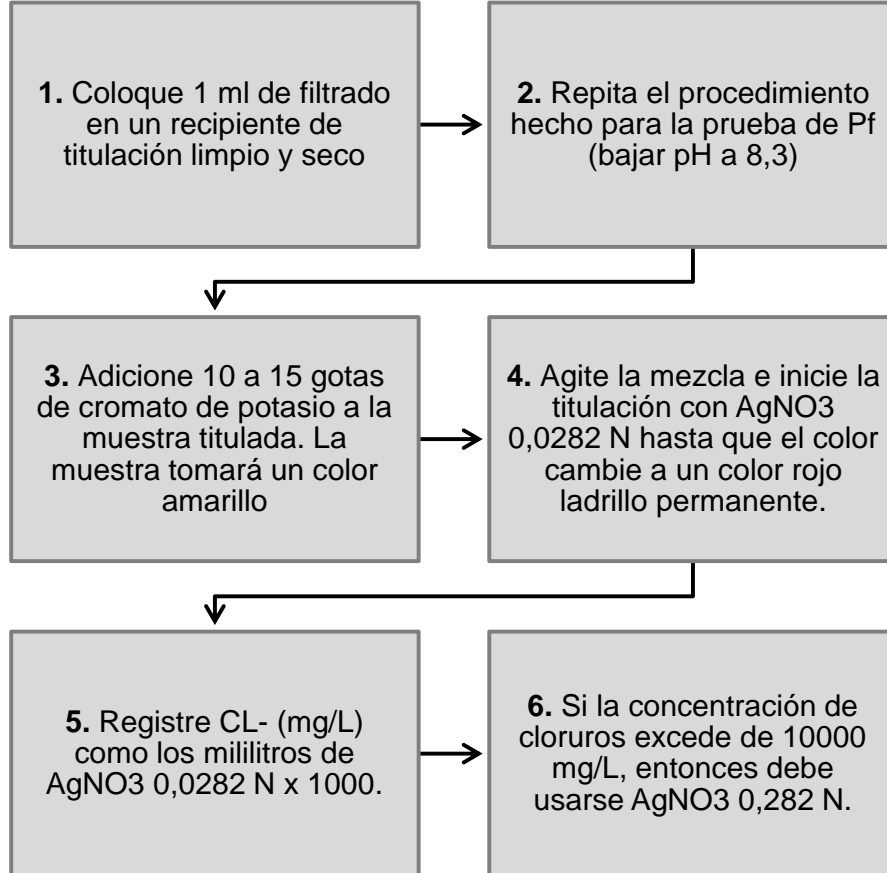 1. Coloque 1 ml de filtrado
en un recipiente de
titulación limpio y seco
2. Repita el procedimiento
hecho para la prueba de Pf
(bajar pH a 8,3)
3. Adicione 10 a 15 gotas
de cromato de potasio a la
muestra titulada. La
muestra tomará un color
amarillo
4. Agite la mezcla e inicie la
titulación con AgNO3
0,0282 N hasta que el color
cambie a un color rojo
ladrillo permanente.
5. Registre CL- (mg/L)
como los mililitros de
AgNO3 0,0282 N x 1000.
6. Si la concentración de
cloruros excede de 10000
mg/L, entonces debe
usarse AgNO3 0,282 N.